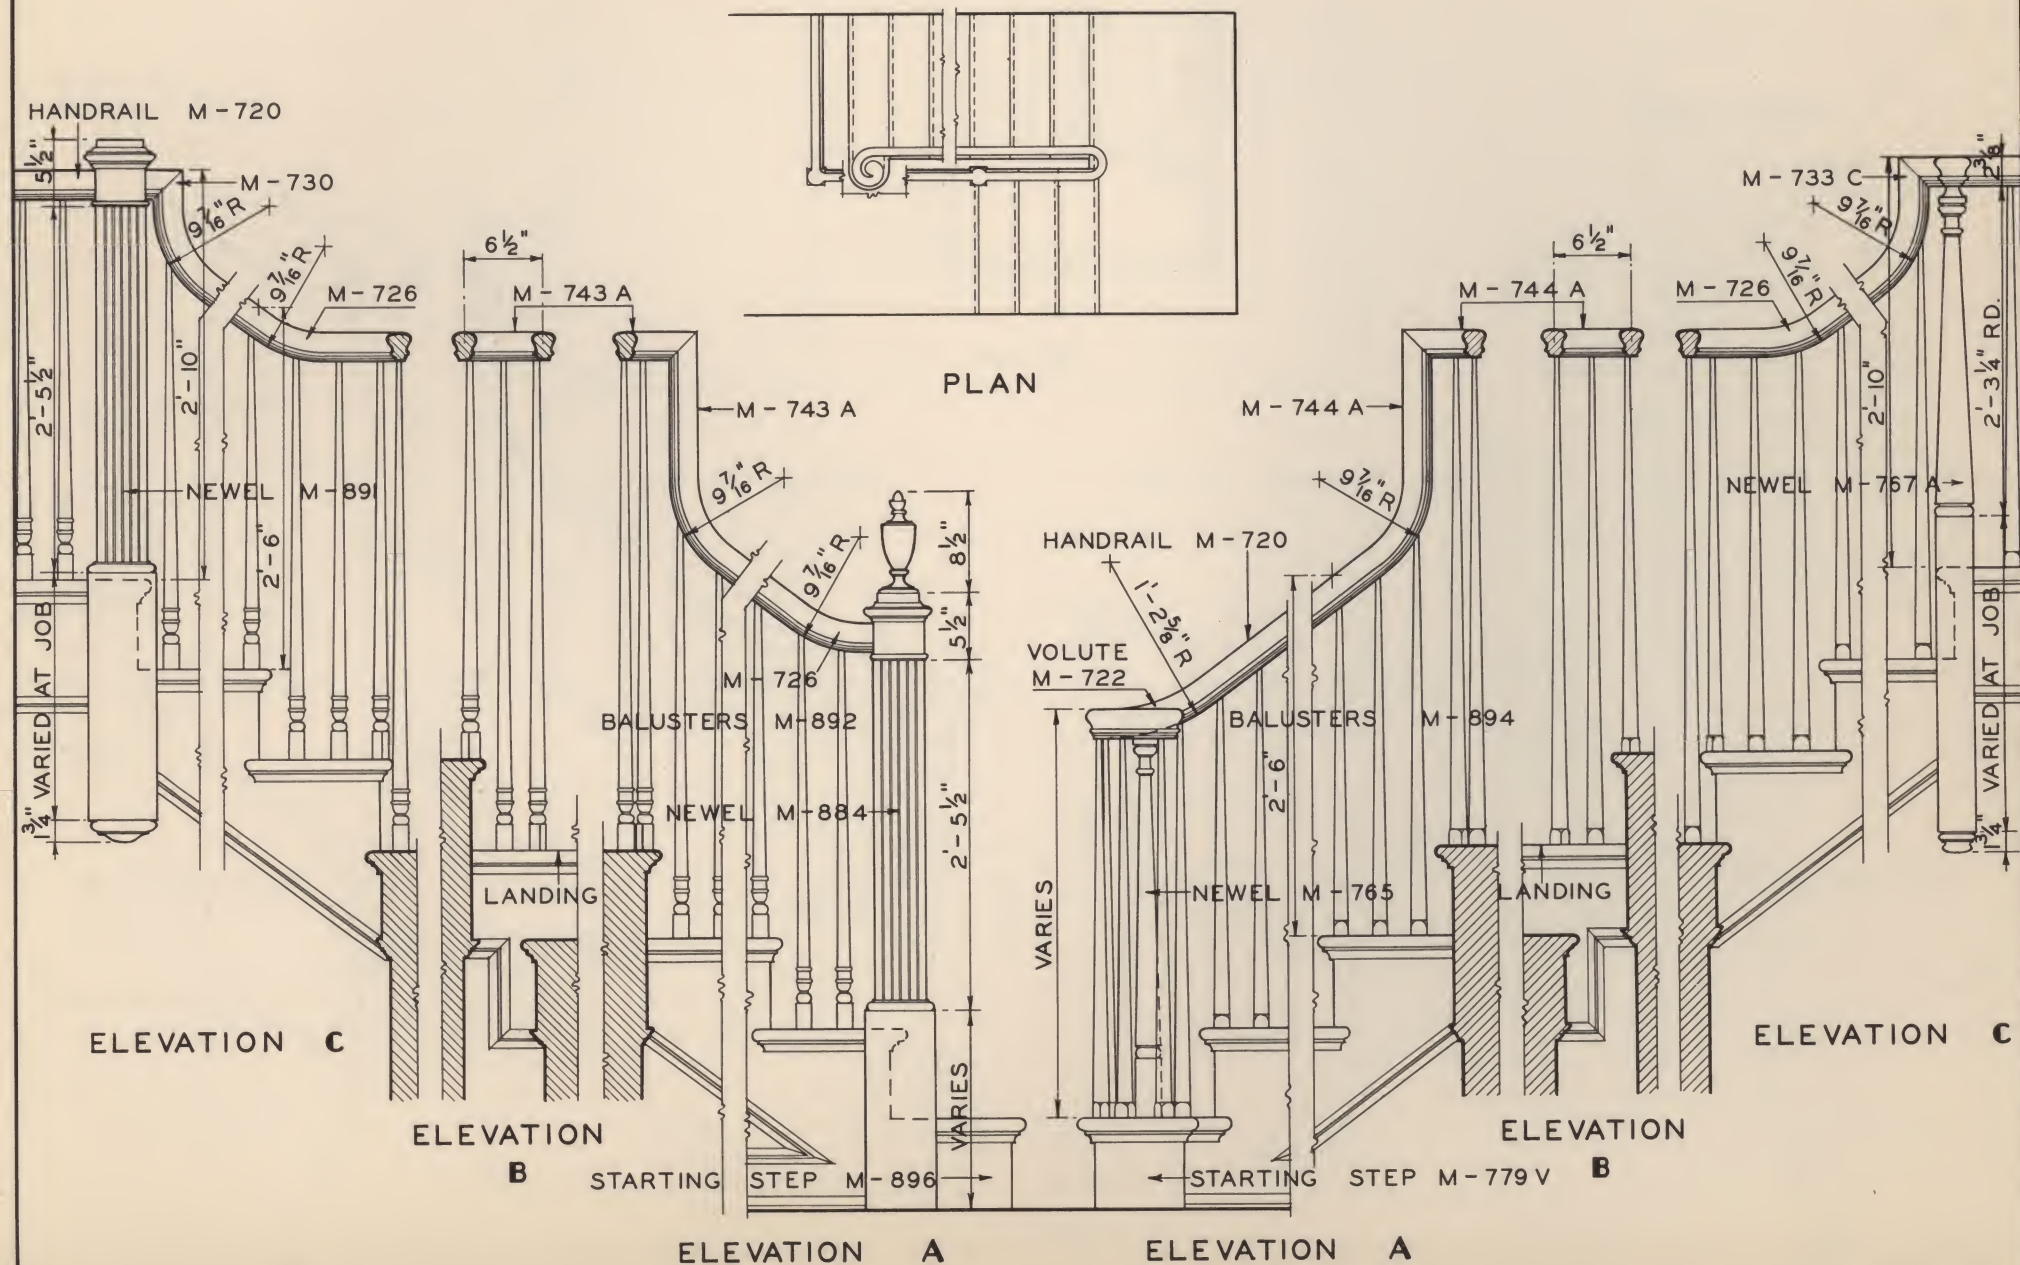 HANDRAIL M-720
5½"
M-730
9 7/16" R
9 7/16" R
M-726
6½"
M-743 A
2'-5½"
2'-10"
NEWEL M-891
2'-6"
VARIED AT JOB
1¾"
M-743 A
9 7/16" R
9 7/16" R
8½"
5½"
M-726
BALUSTERS M-892
NEWEL M-884
2'-5½"
LANDING
VARIES
STARTING STEP M-896
ELEVATION C
ELEVATION
B
ELEVATION A
PLAN
M-733 C
2⅜"
9 7/16" R
9 7/16" R
6½"
M-744 A
M-726
2'-3¼" RD.
2'-10"
M-744 A
NEWEL M-767 A
9 7/16" R
HANDRAIL M-720
1'-2⅝" R
VOLUTE
M-722
BALUSTERS M-894
2'-6"
VARIED AT JOB
1¾"
NEWEL M-765
LANDING
VARIES
STARTING STEP M-779 V
ELEVATION C
ELEVATION
B
ELEVATION A